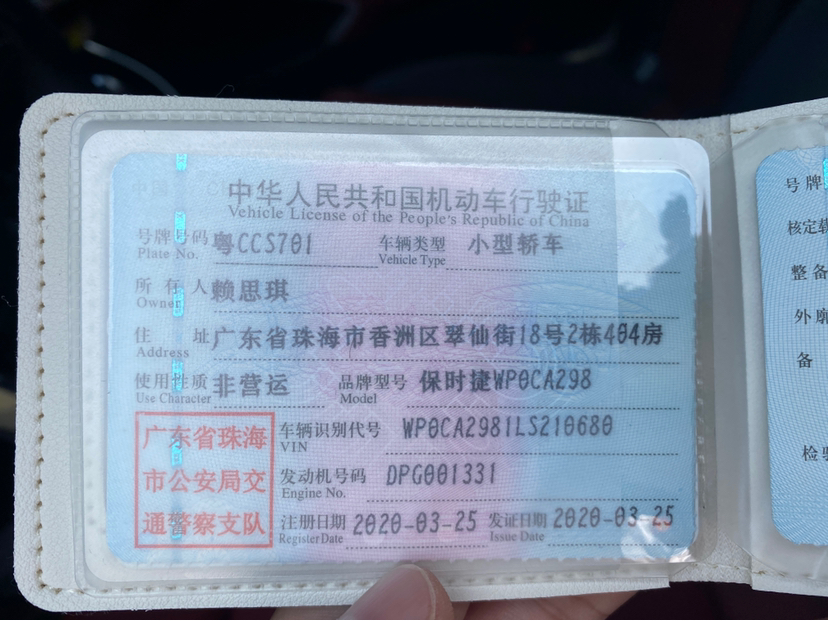 中华人民共和国机动车行驶证
Vehicle License of the People's Republic of China
号牌号码 粤CCS701 车辆类型 小型轿车
Plate No. Vehicle Type
所有人 赖思琪
Owner
住址 广东省珠海市香洲区翠仙街18号2栋404房
Address
使用性质 非营运 品牌型号 保时捷WP0CA298
Use Character Model
广东省珠海
市公安局交
通警察支队
车辆识别代号 WP0CA2981LS210680
VIN
发动机号码 DPG001331
Engine No.
注册日期 2020-03-25 发证日期 2020-03-25
Register Date Issue Date
号牌
核定载
整备
外廓
备
检验